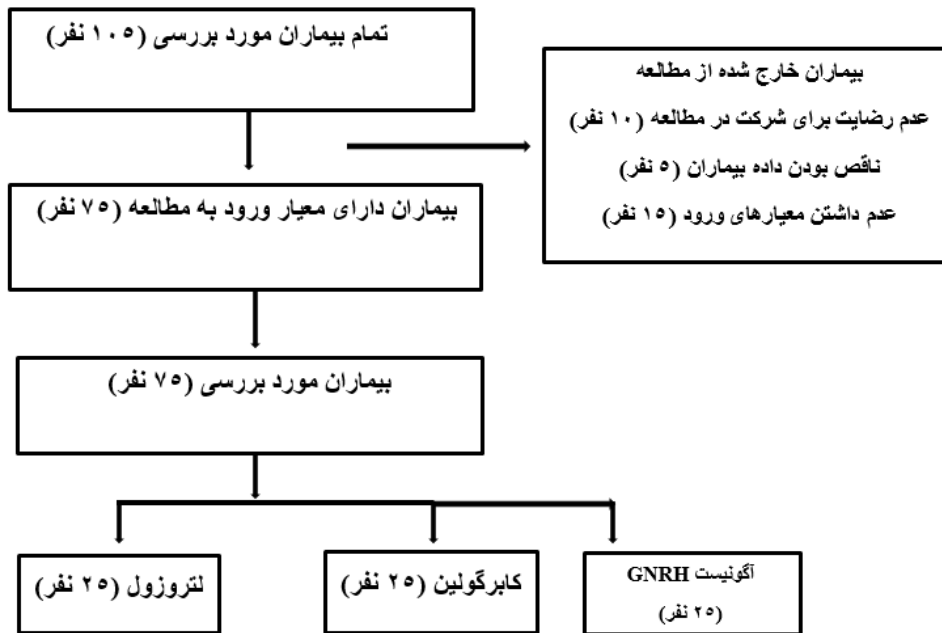 تمام بیماران مورد بررسی (۱۰۵ نفر)
بیماران خارج شده از مطالعه
عدم رضایت برای شرکت در مطالعه (۱۰ نفر)
ناقص بودن داده بیماران (۵ نفر)
عدم داشتن معیارهای ورود (۱۵ نفر)
بیماران دارای معیار ورود به مطالعه (۷۵ نفر)
بیماران مورد بررسی (۷۵ نفر)
آگونیست GNRH
(۲۵ نفر)
کابرگولین (۲۵ نفر)
لتروزول (۲۵ نفر)